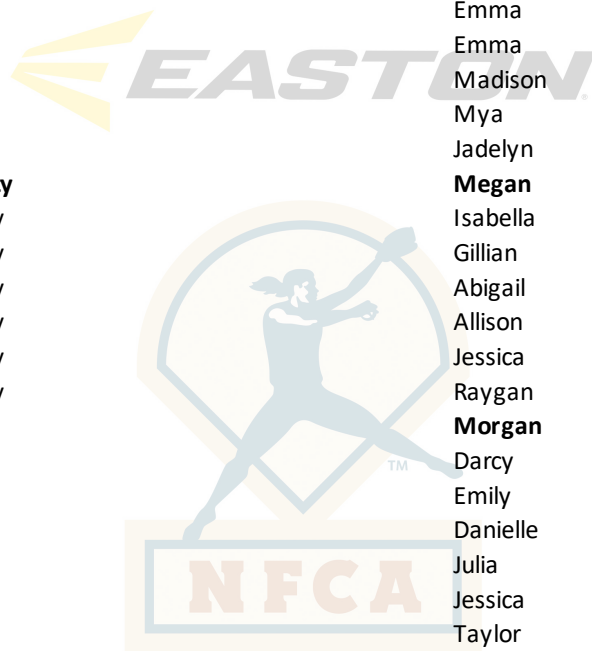 Emma
EASTON
Emma
Madison
Mya
Jadelyn
Megan
Isabella
Gillian
Abigail
Allison
Jessica
Raygan
Morgan
Darcy
TM
Emily
Danielle
Julia
NFCA
Jessica
Taylor